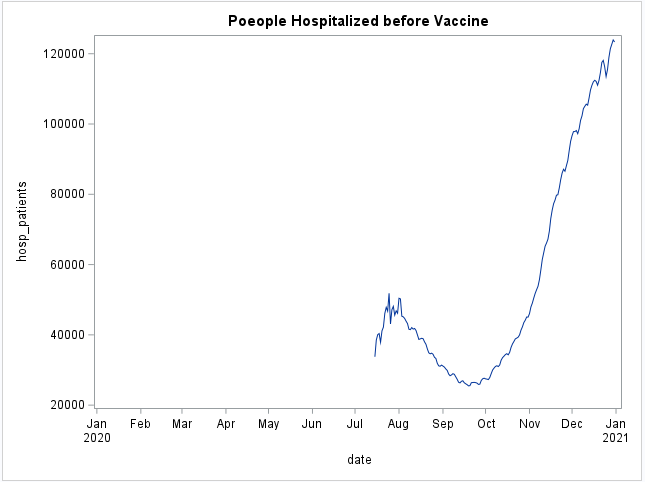 Poeople Hospitalized before Vaccine
120000
100000
80000
60000
40000
20000
hosp_patients
Jan Feb Mar Apr May Jun Jul Aug Sep Oct Nov Dec Jan
2020 2021
date